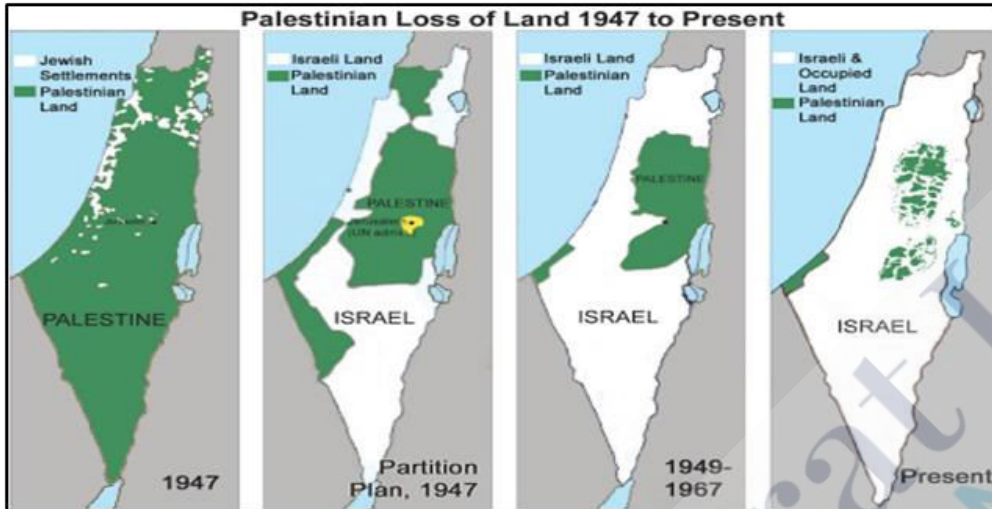 Palestinian Loss of Land 1947 to Present
Jewish
Settlements
Palestinian
Land
PALESTINE
1947
Israeli Land
Palestinian
Land
PALESTINE
ISRAEL
Partition
Plan, 1947
Israeli Land
Palestinian
Land
PALESTINE
ISRAEL
1949-
1967
Israeli &
Occupied
Land
Palestinian
Land
ISRAEL
Present